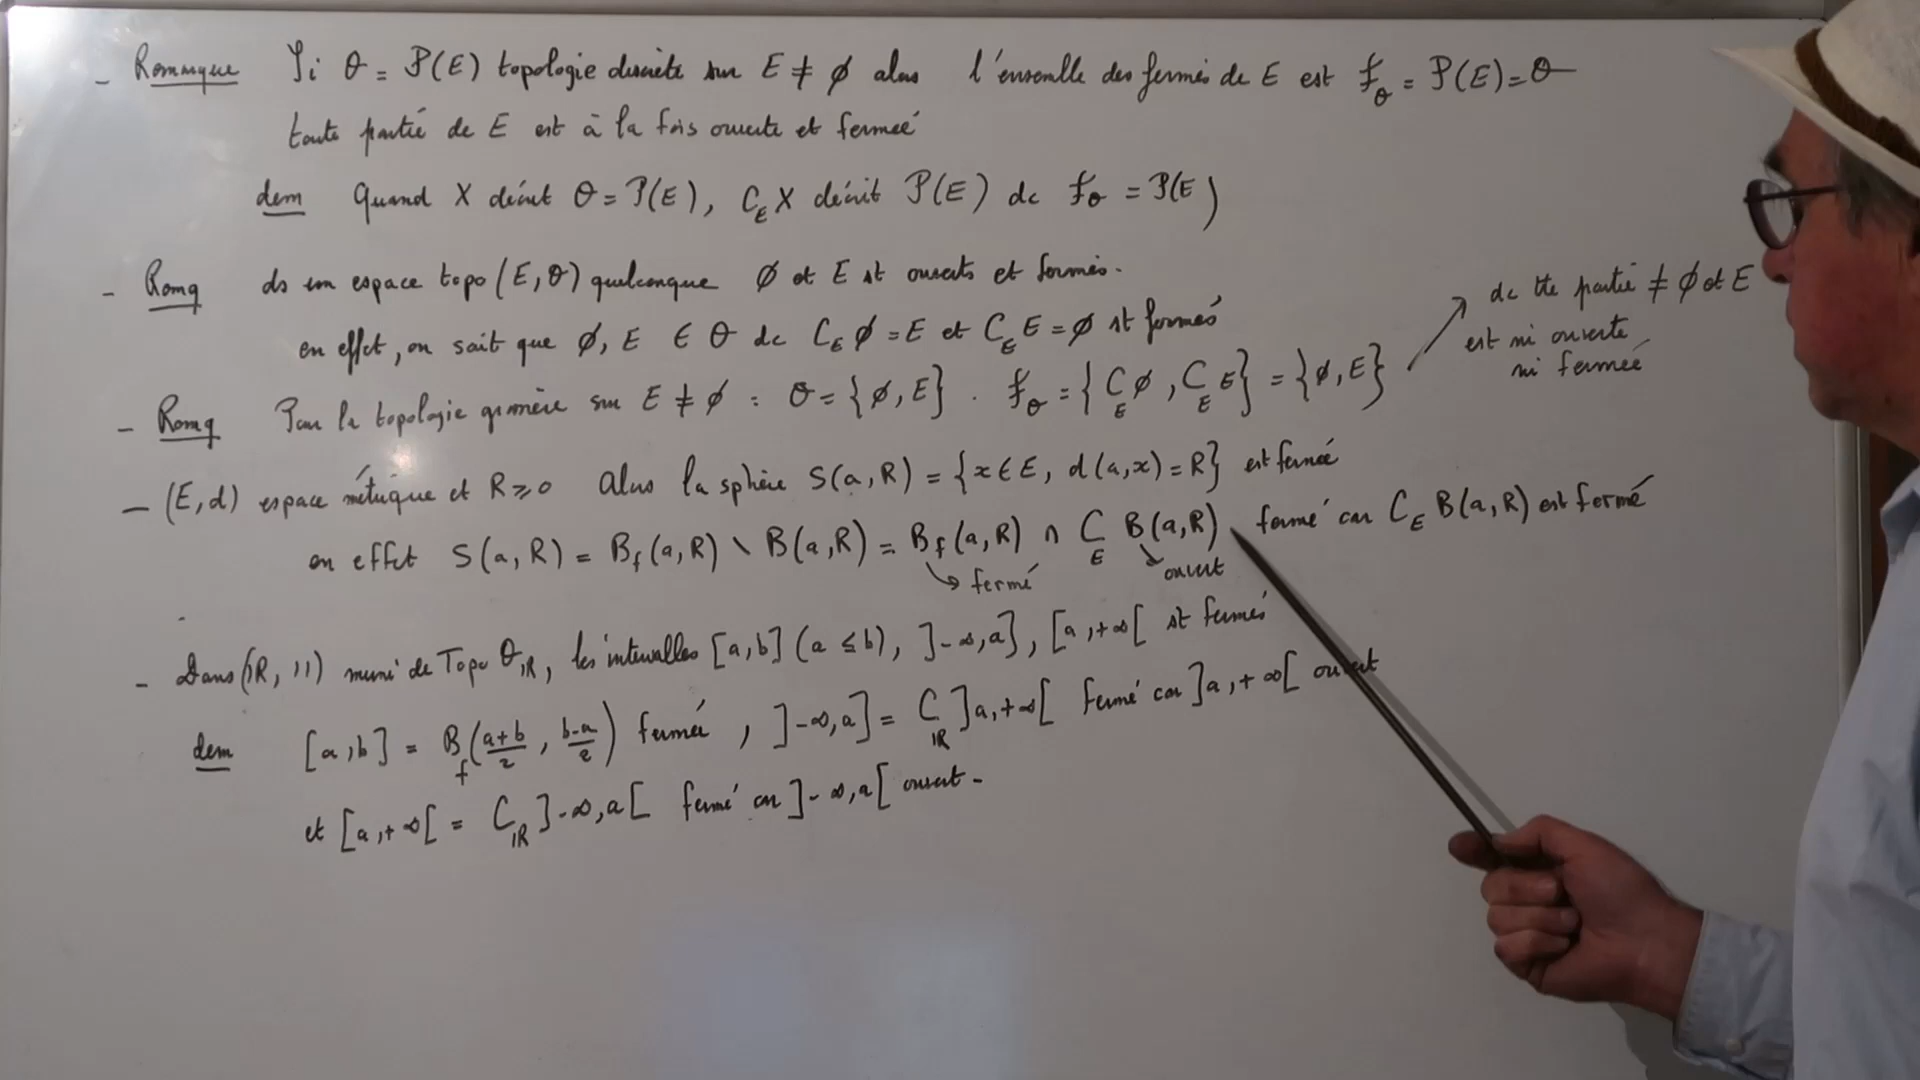 - Remarque Si θ = P(E) topologie discrète sur E ≠ ∅ alors l'ensemble des fermés de E est f_θ = P(E) = θ
toute partie de E est à la fois ouverte et fermée
dem Quand X décrit θ = P(E), C_E X décrit P(E) dc f_θ = P(E)
- Remq ds un espace topo (E, θ) quelconque ∅ et E st ouverts et fermés.
en effet, on sait que ∅, E ∈ θ dc C_E ∅ = E et C_E E = ∅ st fermés
- Remq Pour la topologie grossière sur E ≠ ∅ : θ = {∅, E} . f_θ = {C_E ∅, C_E E} = {∅, E} ↗ dc tte partie ≠ ∅ et E
est ni ouverte
ni fermée
- (E, d) espace métrique et R ⩾ 0 Alors la sphère S(a, R) = {x ∈ E, d(a, x) = R} est fermée
en effet S(a, R) = B_f(a, R) \ B(a, R) = B_f(a, R) ∩ C_E B(a, R) fermé car C_E B(a, R) est fermé
↳ fermé ↳ ouvert
- Dans (ℝ, | |) muni de Topo θ_ℝ, les intervalles [a, b] (a ≤ b), ]-∞, a], [a, +∞[ st fermés
dem [a, b] = B_f((a+b)/2, (b-a)/2) fermée, ]-∞, a] = C_ℝ ]a, +∞[ fermé car ]a, +∞[ ouvert
et [a, +∞[ = C_ℝ ]-∞, a[ fermé car ]-∞, a[ ouvert -